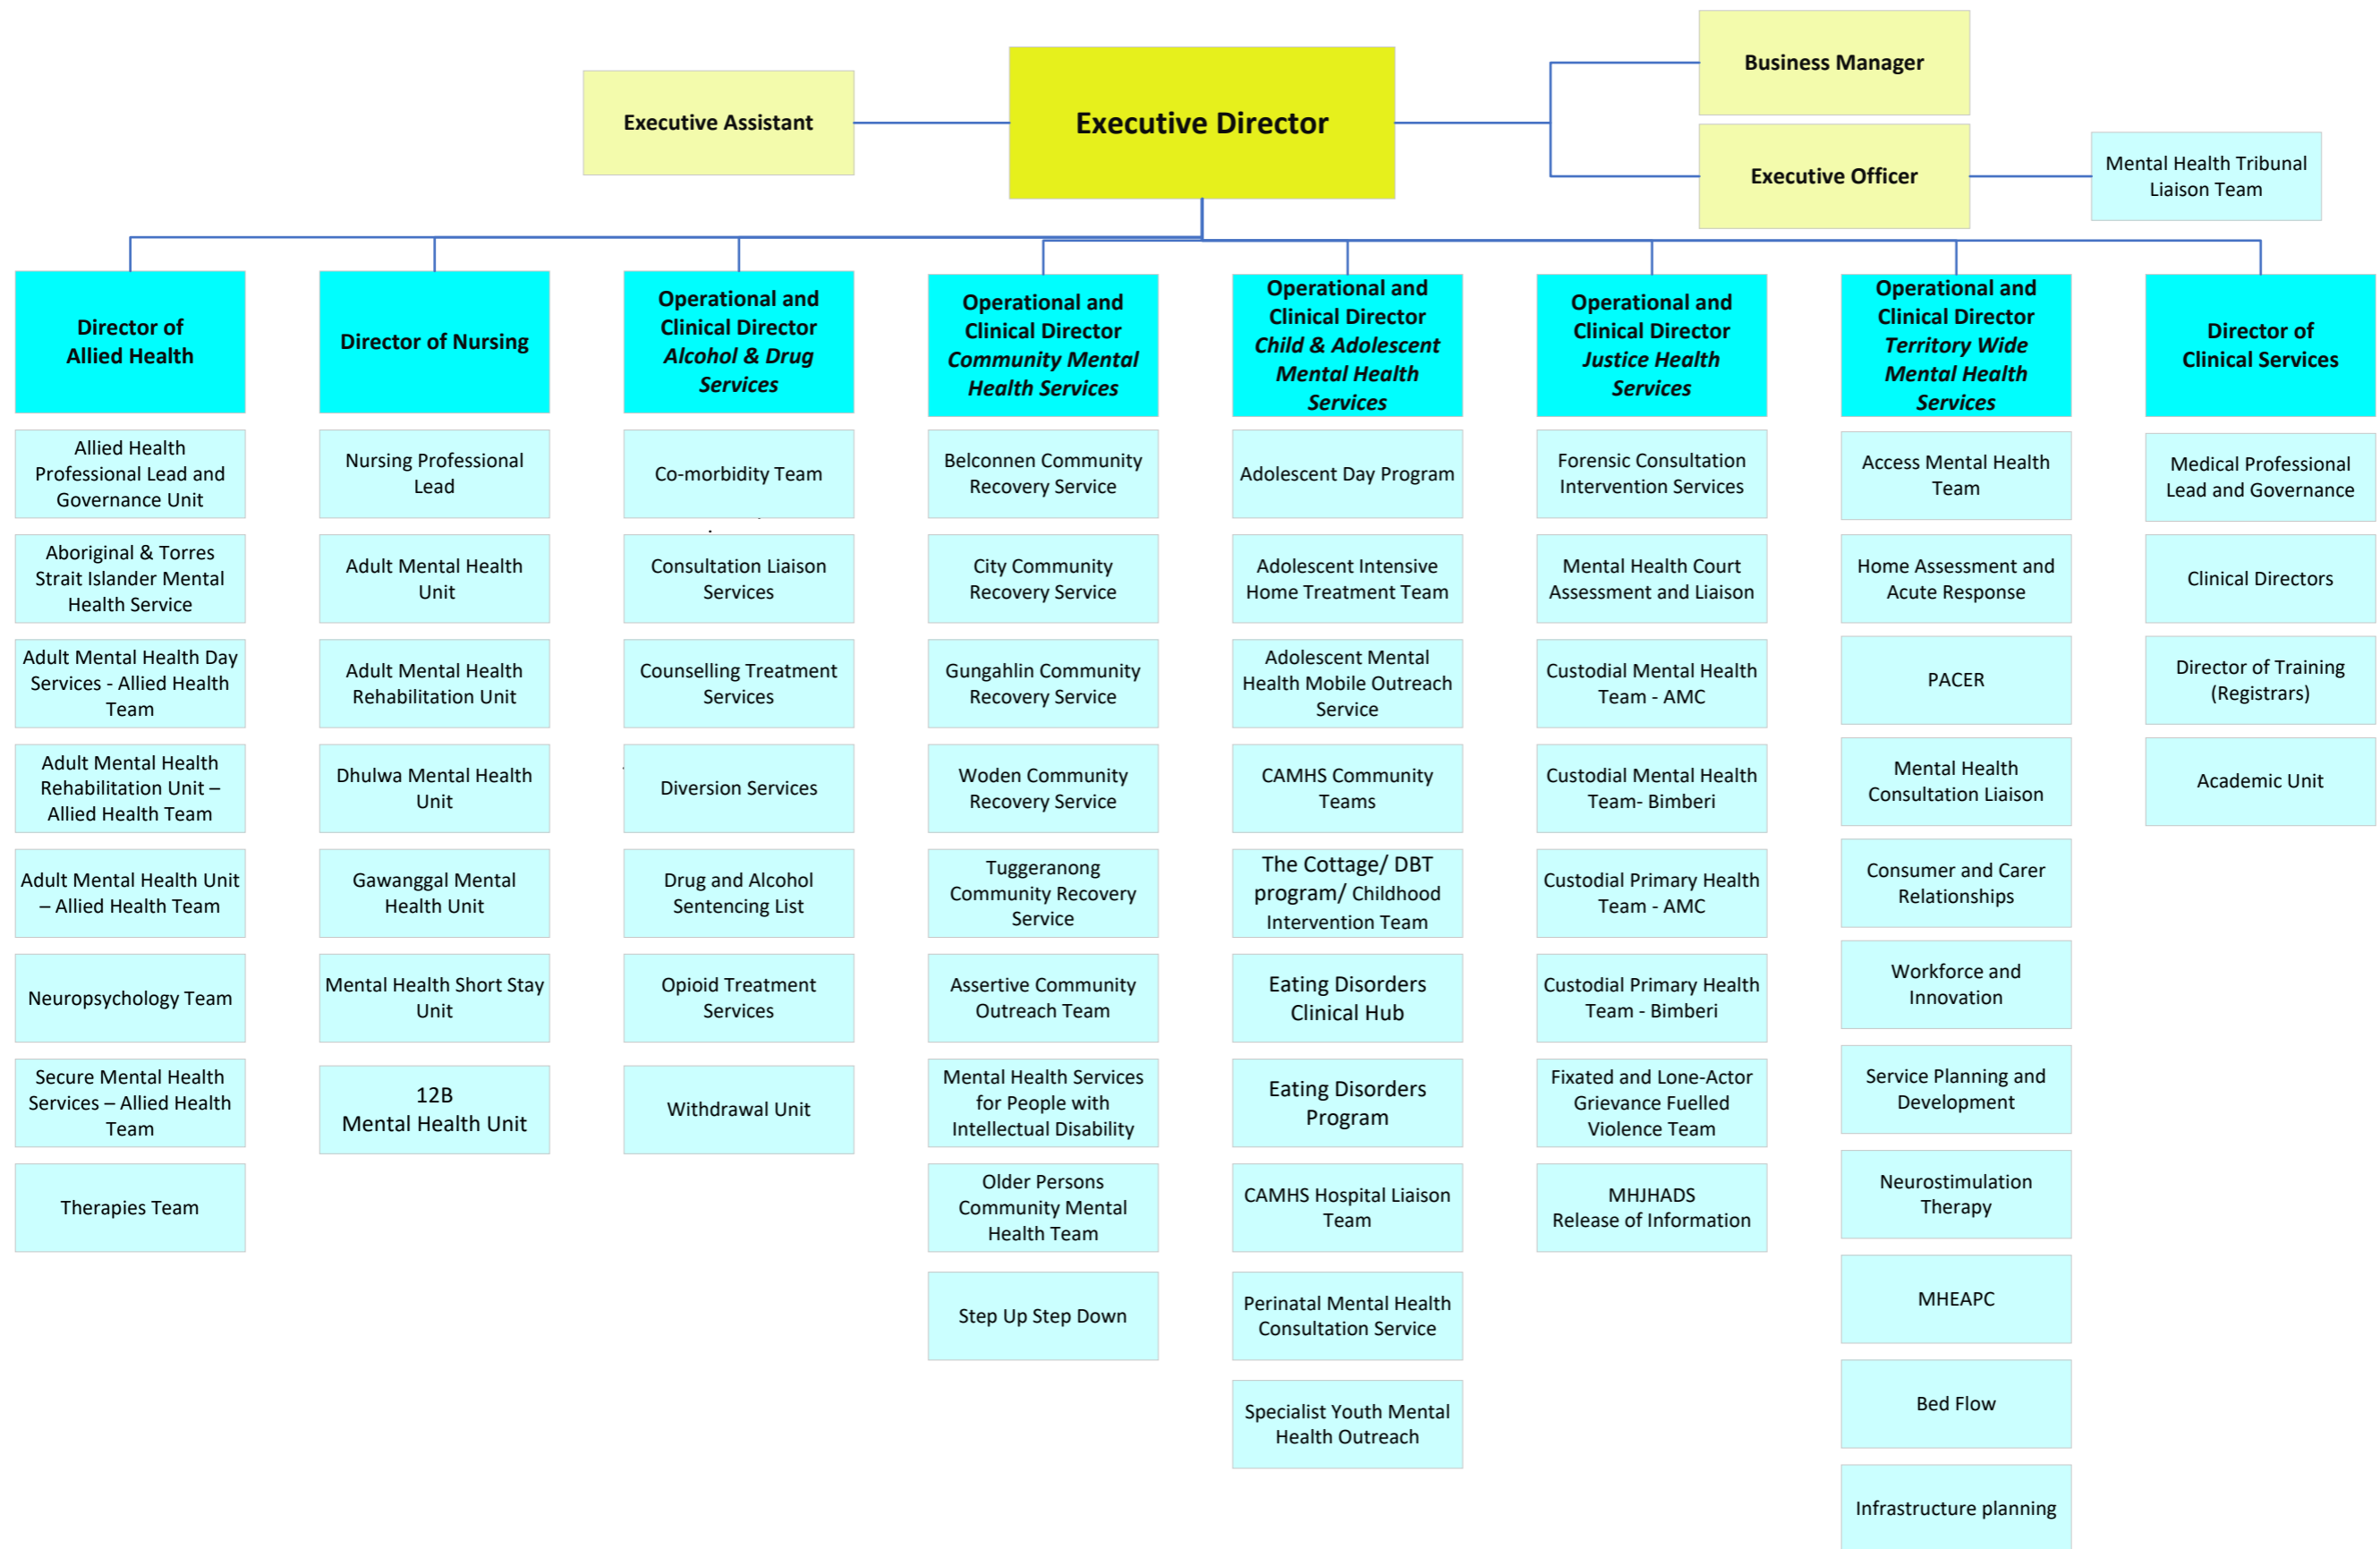 Business Manager
Executive Assistant
Executive Director
Executive Officer
Mental Health Tribunal
Liaison Team
Director of
Allied Health
Allied Health
Professional Lead and
Governance Unit
Aboriginal & Torres
Strait Islander Mental
Health Service
Adult Mental Health Day
Services - Allied Health
Team
Adult Mental Health
Rehabilitation Unit –
Allied Health Team
Adult Mental Health Unit
– Allied Health Team
Neuropsychology Team
Secure Mental Health
Services – Allied Health
Team
Therapies Team
Director of Nursing
Nursing Professional
Lead
Adult Mental Health
Unit
Adult Mental Health
Rehabilitation Unit
Dhulwa Mental Health
Unit
Gawanggal Mental
Health Unit
Mental Health Short Stay
Unit
12B
Mental Health Unit
Operational and
Clinical Director
Alcohol & Drug
Services
Co-morbidity Team
Consultation Liaison
Services
Counselling Treatment
Services
Diversion Services
Drug and Alcohol
Sentencing List
Opioid Treatment
Services
Withdrawal Unit
Operational and
Clinical Director
Community Mental
Health Services
Belconnen Community
Recovery Service
City Community
Recovery Service
Gungahlin Community
Recovery Service
Woden Community
Recovery Service
Tuggeranong
Community Recovery
Service
Assertive Community
Outreach Team
Mental Health Services
for People with
Intellectual Disability
Older Persons
Community Mental
Health Team
Step Up Step Down
Operational and
Clinical Director
Child & Adolescent
Mental Health
Services
Adolescent Day Program
Adolescent Intensive
Home Treatment Team
Adolescent Mental
Health Mobile Outreach
Service
CAMHS Community
Teams
The Cottage/ DBT
program/ Childhood
Intervention Team
Eating Disorders
Clinical Hub
Eating Disorders
Program
CAMHS Hospital Liaison
Team
Perinatal Mental Health
Consultation Service
Specialist Youth Mental
Health Outreach
Operational and
Clinical Director
Justice Health
Services
Forensic Consultation
Intervention Services
Mental Health Court
Assessment and Liaison
Custodial Mental Health
Team - AMC
Custodial Mental Health
Team- Bimberi
Custodial Primary Health
Team - AMC
Custodial Primary Health
Team - Bimberi
Fixated and Lone-Actor
Grievance Fuelled
Violence Team
MHJHADS
Release of Information
Operational and
Clinical Director
Territory Wide
Mental Health
Services
Access Mental Health
Team
Home Assessment and
Acute Response
PACER
Mental Health
Consultation Liaison
Consumer and Carer
Relationships
Workforce and
Innovation
Service Planning and
Development
Neurostimulation
Therapy
MHEAPC
Bed Flow
Infrastructure planning
Director of
Clinical Services
Medical Professional
Lead and Governance
Clinical Directors
Director of Training
(Registrars)
Academic Unit